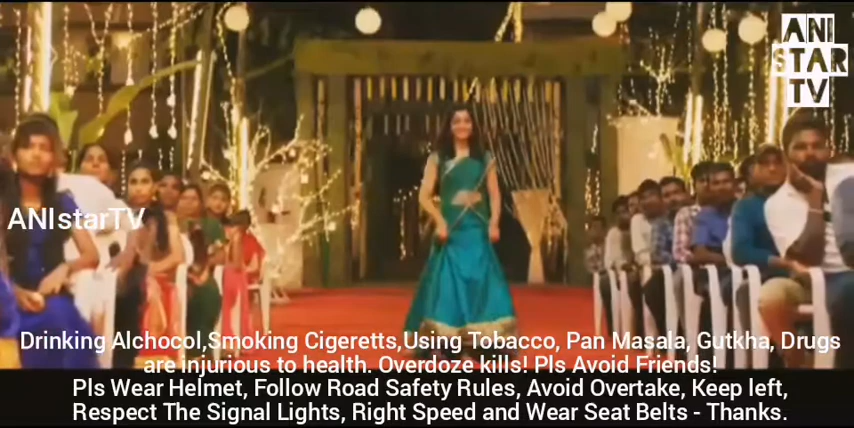 ANI
STAR
TV
ANIstarTV
Drinking Alchocol,Smoking Cigeretts,Using Tobacco, Pan Masala, Gutkha, Drugs
are injurious to health. Overdoze kills! Pls Avoid Friends!
Pls Wear Helmet, Follow Road Safety Rules, Avoid Overtake, Keep left,
Respect The Signal Lights, Right Speed and Wear Seat Belts - Thanks.